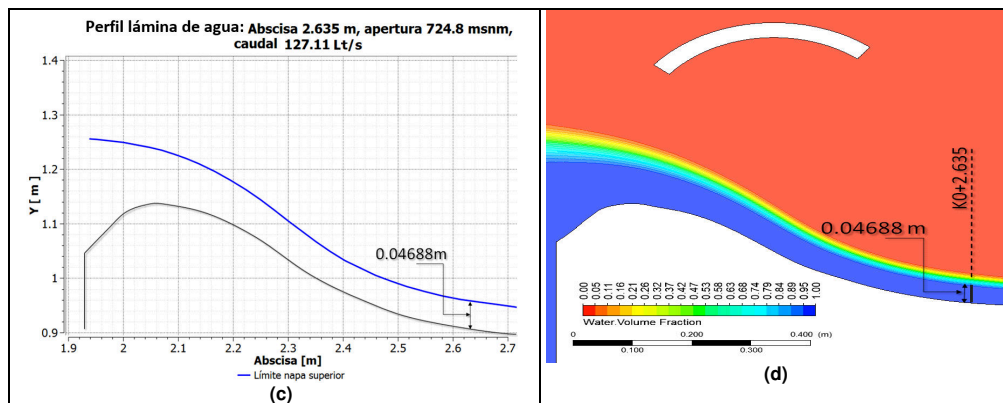 Perfil lámina de agua: Abscisa 2.635 m, apertura 724.8 msnm,
caudal 127.11 Lt/s
1.4
1.3
1.2
1.1
1
0.9
Y [ m ]
0.04688m
1.9 2 2.1 2.2 2.3 2.4 2.5 2.6 2.7
Abscisa [m]
Límite napa superior
(c)
K0+2.635
0.04688 m
0.00 0.05 0.11 0.16 0.21 0.26 0.32 0.37 0.42 0.47 0.53 0.58 0.63 0.68 0.74 0.79 0.84 0.89 0.95 1.00
Water.Volume Fraction
0 0.200 0.400 (m)
0.100 0.300
(d)